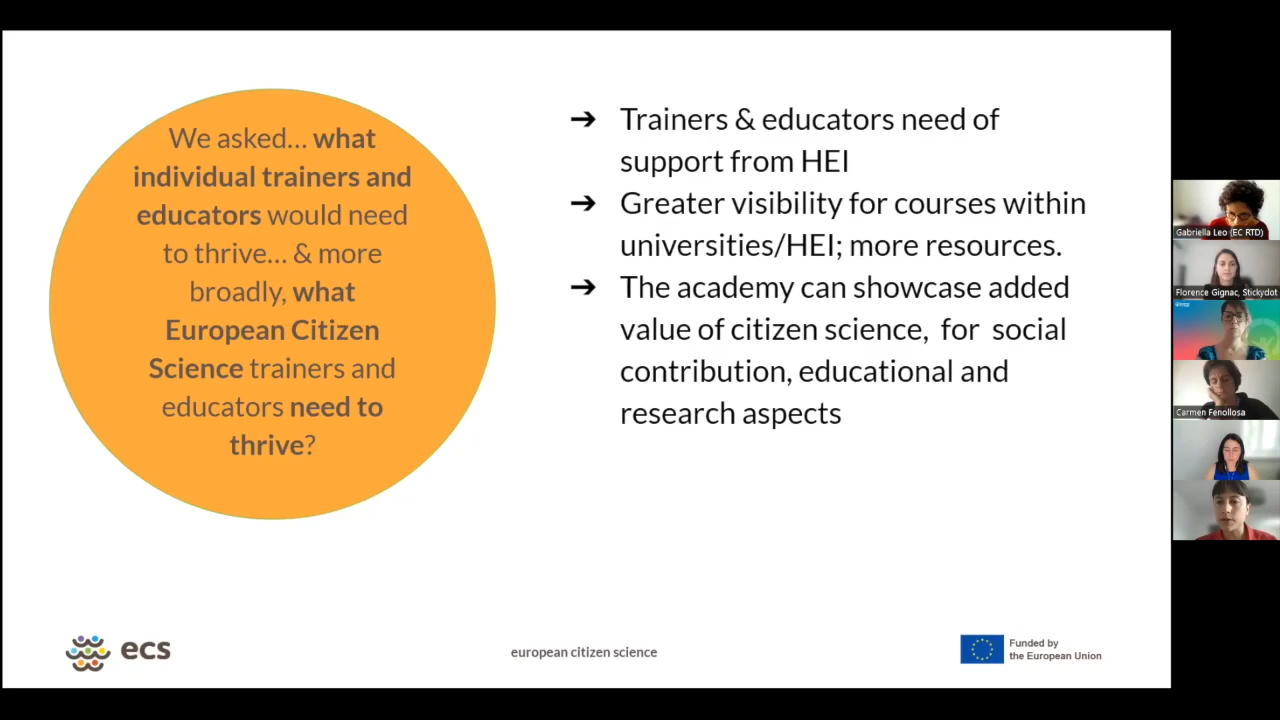 We asked... what
individual trainers and
educators would need
to thrive... & more
broadly, what
European Citizen
Science trainers and
educators need to
thrive?
➔ Trainers & educators need of
support from HEI
➔ Greater visibility for courses within
universities/HEI; more resources.
➔ The academy can showcase added
value of citizen science,  for  social
contribution, educational and
research aspects
ecs
european citizen science
Funded by
the European Union
Gabriella Leo (EC RTD)
Florence Gignac, Stickydot
Carmen Fenollosa